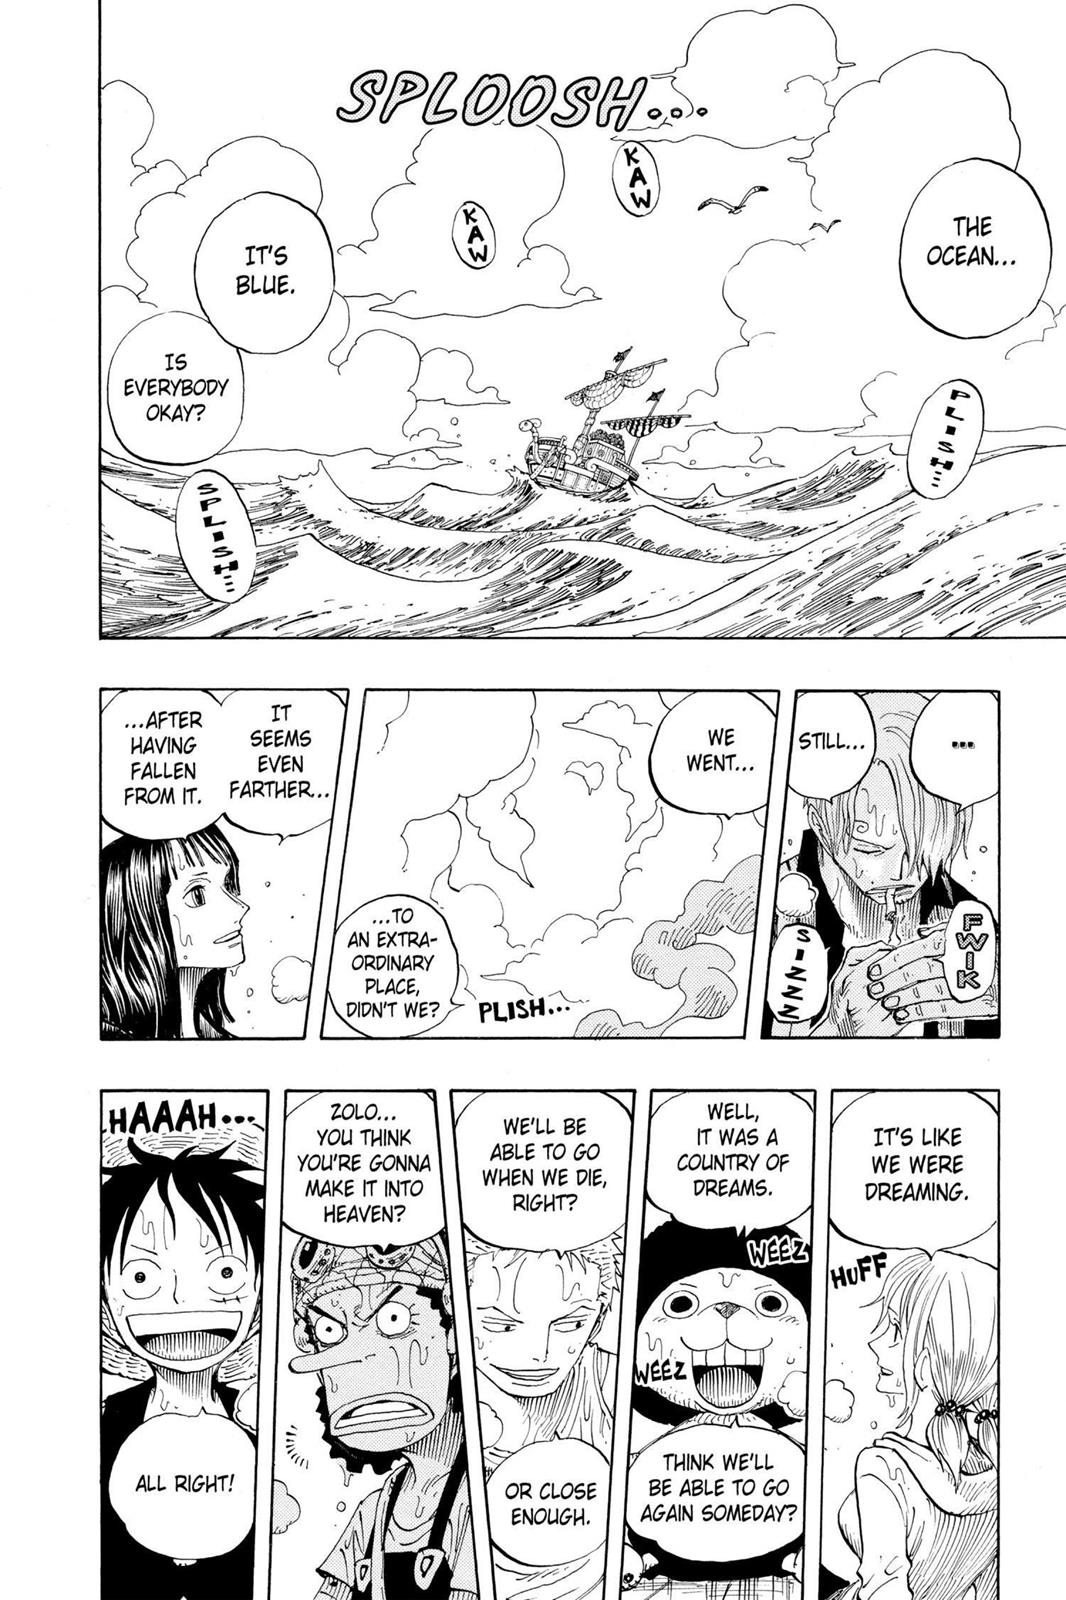 SPLOOSH...
KAW
KAW
THE
OCEAN...
IT'S
BLUE.
IS
EVERYBODY
OKAY?
PLISH...
SPLISH...
...
STILL...
FWIK
SIZZZ
WE
WENT...
...TO
AN EXTRA-
ORDINARY
PLACE,
DIDN'T WE?
PLISH...
IT
SEEMS
EVEN
FARTHER...
...AFTER
HAVING
FALLEN
FROM IT.
IT'S LIKE
WE WERE
DREAMING.
HUFF
WELL,
IT WAS A
COUNTRY OF
DREAMS.
WEEZ
WEEZ
THINK WE'LL
BE ABLE TO GO
AGAIN SOMEDAY?
WE'LL BE
ABLE TO GO
WHEN WE DIE,
RIGHT?
OR CLOSE
ENOUGH.
ZOLO...
YOU THINK
YOU'RE GONNA
MAKE IT INTO
HEAVEN?
HAAAH...
ALL RIGHT!